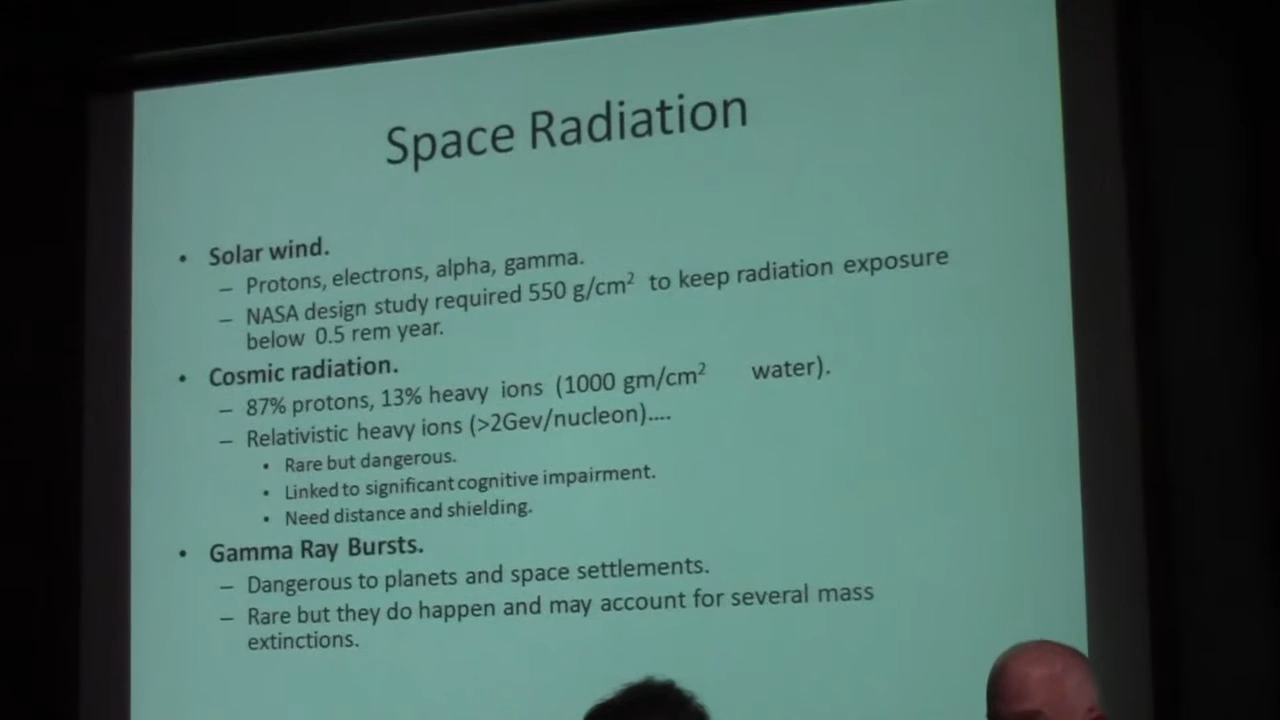 Space Radiation
• Solar wind.
– Protons, electrons, alpha, gamma.
– NASA design study required 550 g/cm² to keep radiation exposure
below 0.5 rem year.
• Cosmic radiation.
– 87% protons, 13% heavy ions (1000 gm/cm² water).
– Relativistic heavy ions (>2Gev/nucleon)....
• Rare but dangerous.
• Linked to significant cognitive impairment.
• Need distance and shielding.
• Gamma Ray Bursts.
– Dangerous to planets and space settlements.
– Rare but they do happen and may account for several mass
extinctions.